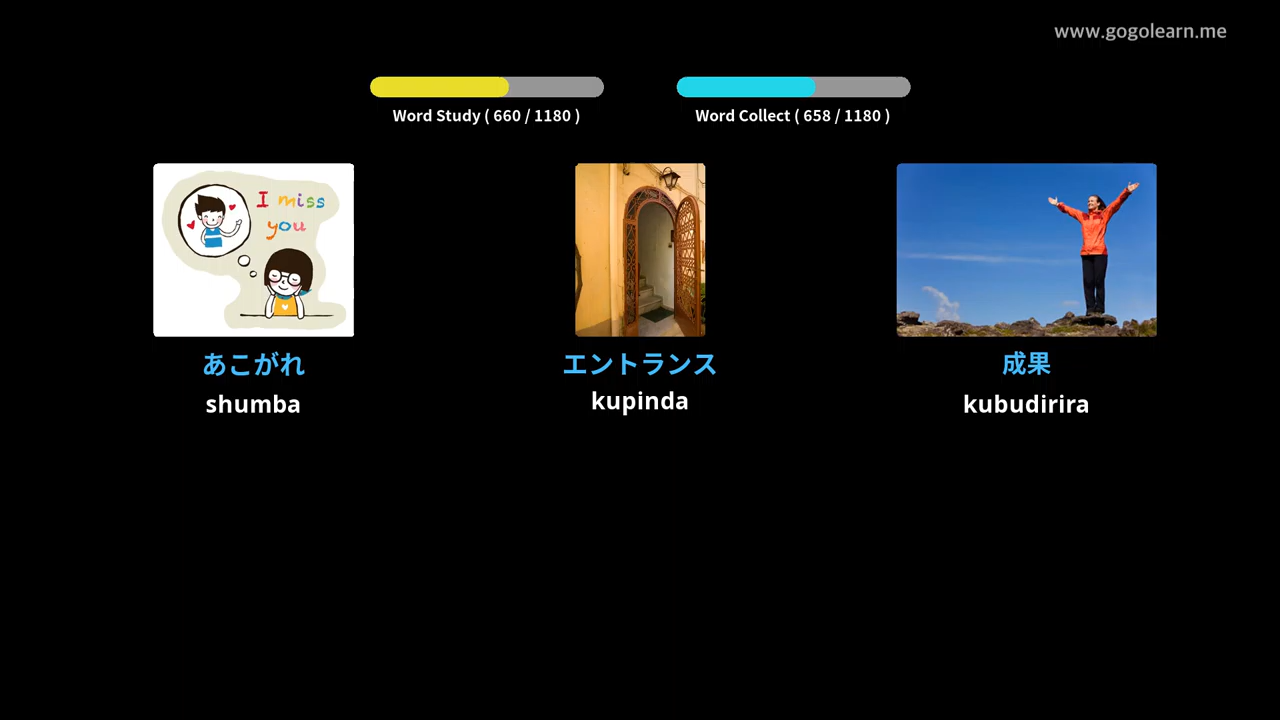 www.gogolearn.me
Word Study ( 660 / 1180 )
Word Collect ( 658 / 1180 )
I miss
you
あこがれ
エントランス
成果
shumba
kupinda
kubudirira